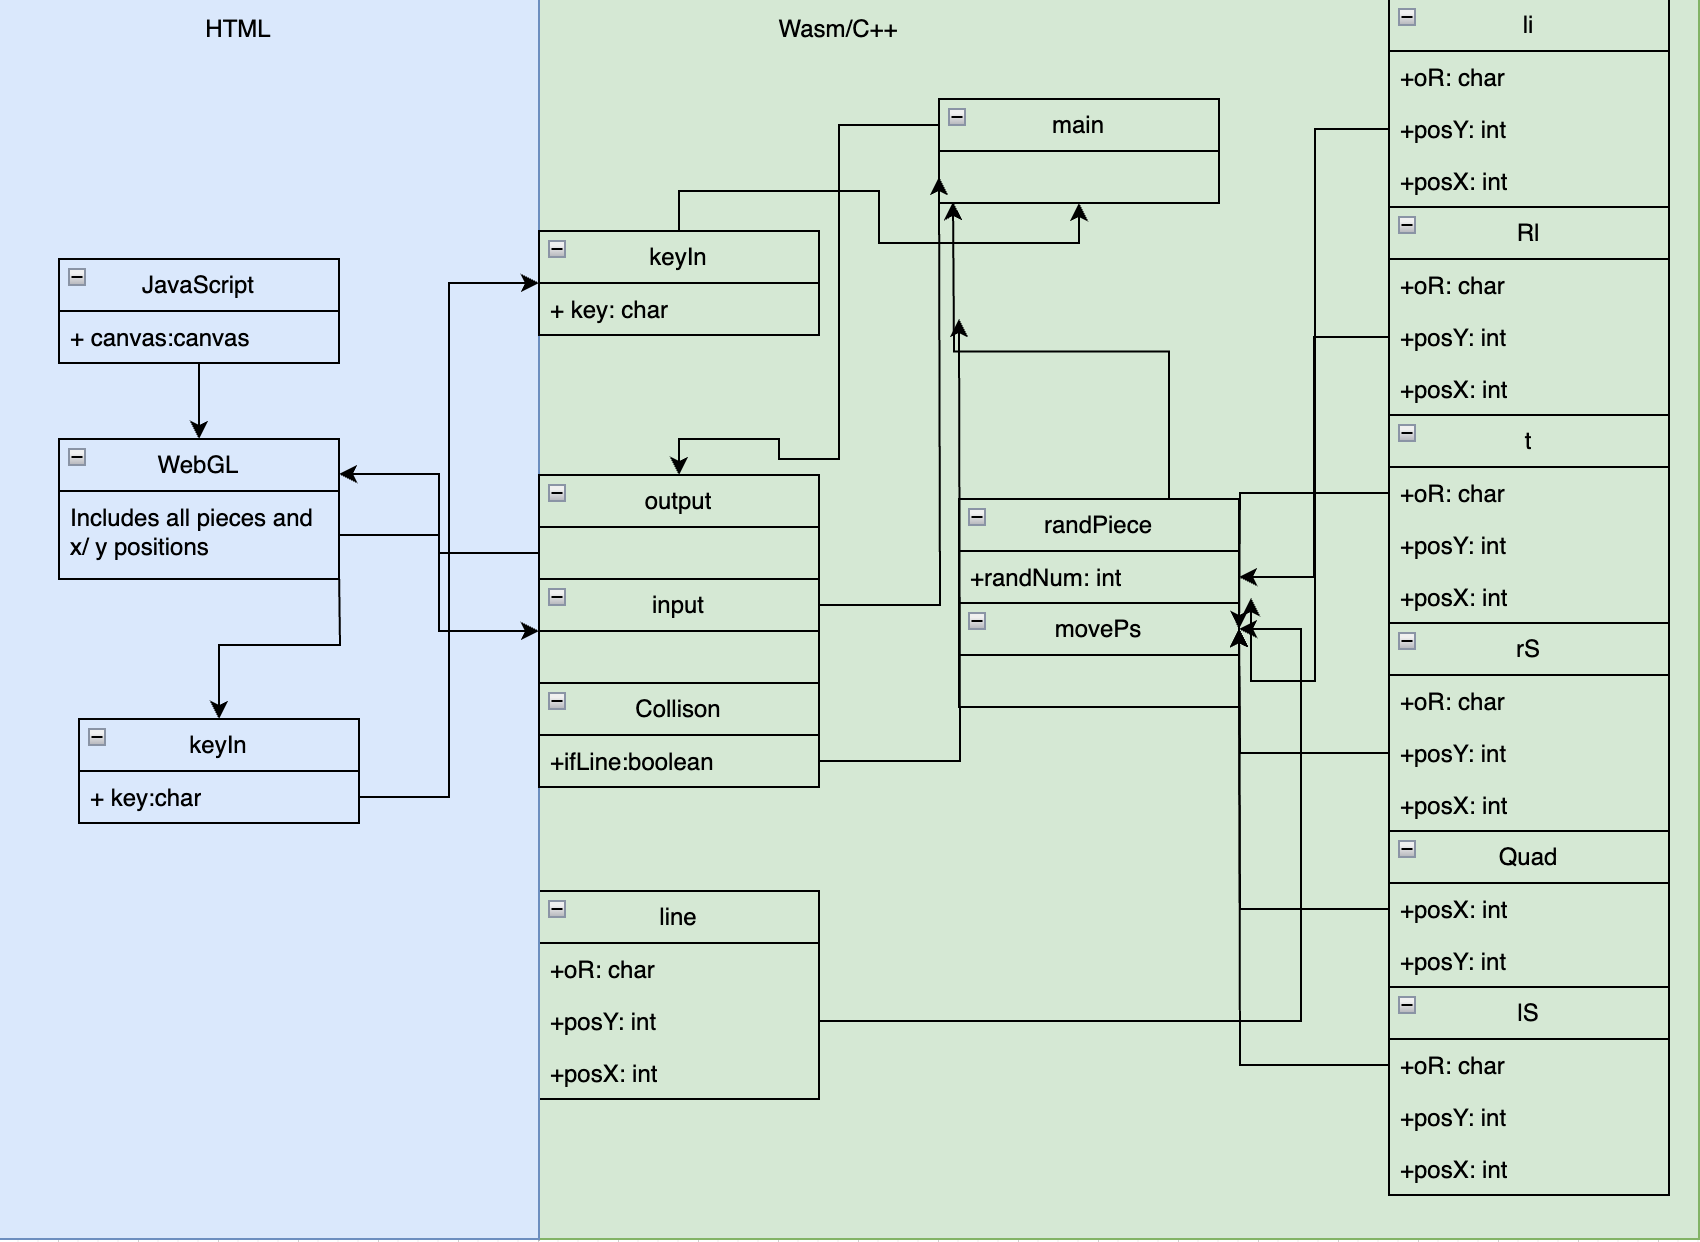 HTML
Wasm/C++
JavaScript
+ canvas:canvas
WebGL
Includes all pieces and
x/ y positions
keyIn
+ key:char
main
keyIn
+ key: char
output
input
Collison
+ifLine:boolean
line
+oR: char
+posY: int
+posX: int
randPiece
+randNum: int
movePs
li
+oR: char
+posY: int
+posX: int
Rl
+oR: char
+posY: int
+posX: int
t
+oR: char
+posY: int
+posX: int
rS
+oR: char
+posY: int
+posX: int
Quad
+posX: int
+posY: int
lS
+oR: char
+posY: int
+posX: int